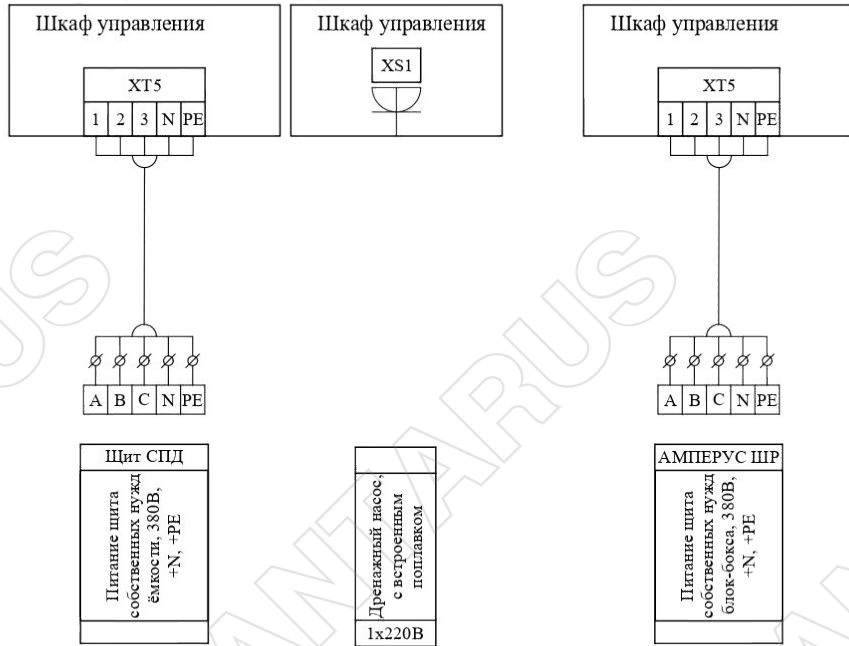 Шкаф управления
XT5
1 2 3 N PE
Шкаф управления
XS1
Шкаф управления
XT5
1 2 3 N PE
A B C N PE
A B C N PE
Щит СПД
Питание щита
собственных нужд
ёмкости, 380В,
+N, +PE
Дренажный насос,
с встроенным
поплавком
1x220В
АМПЕРУС ШР
Питание щита
собственных нужд
блок-бокса, 380В,
+N, +PE
ANTARUS